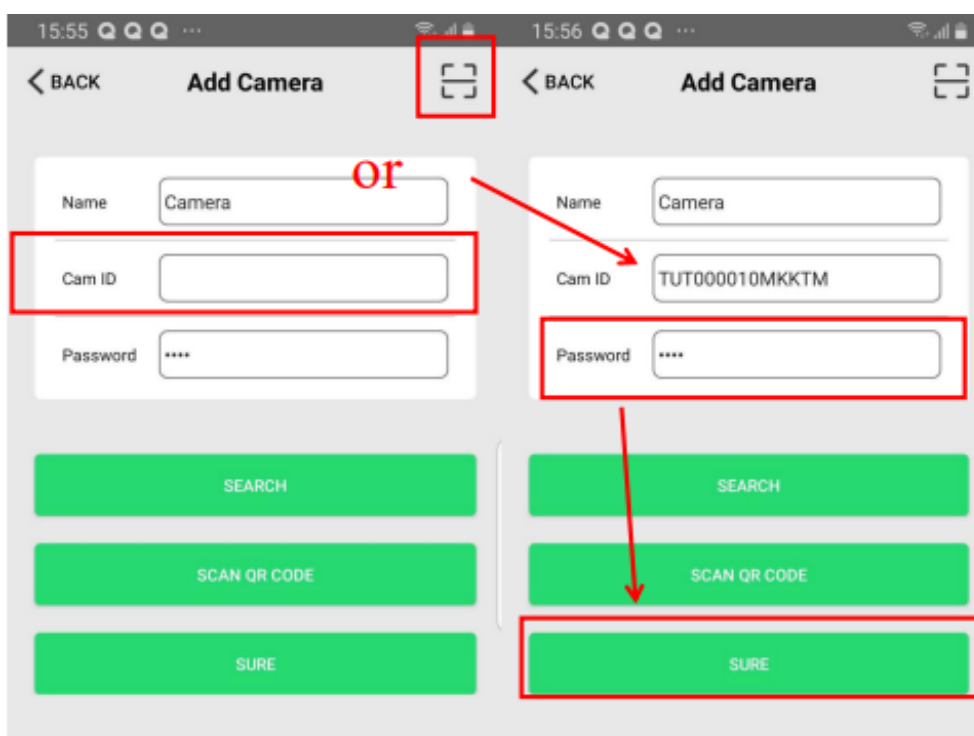 15:55
BACK Add Camera
or
Name Camera
Cam ID
Password ····
SEARCH
SCAN QR CODE
SURE
15:56
BACK Add Camera
Name Camera
Cam ID TUT000010MKKTM
Password ····
SEARCH
SCAN QR CODE
SURE